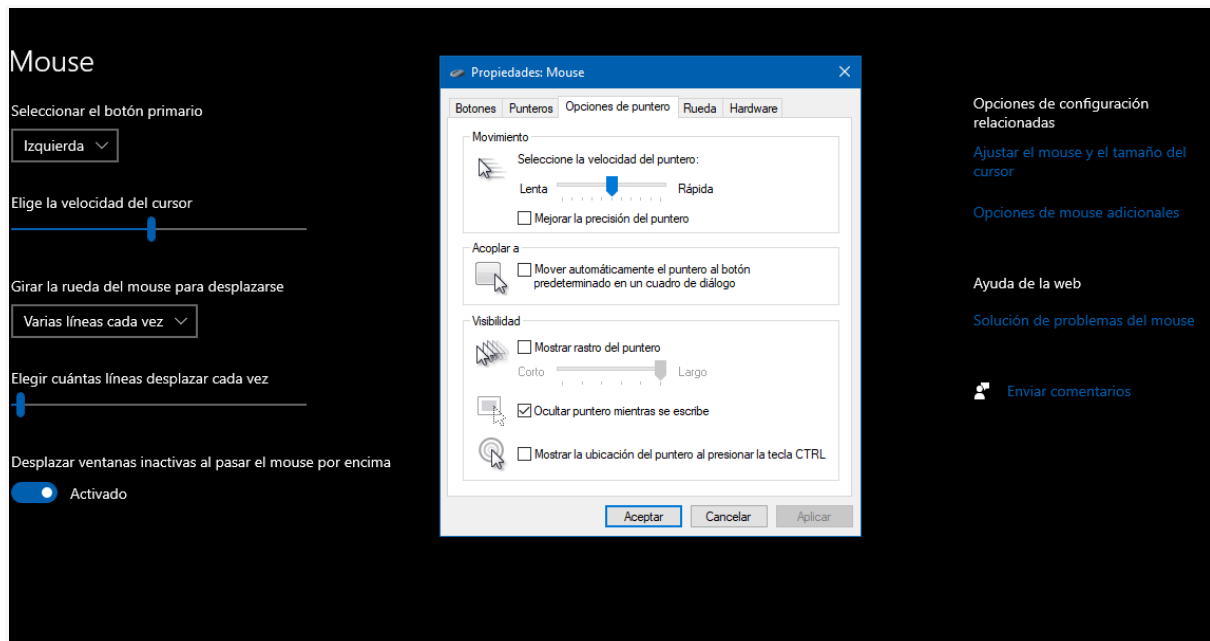 Mouse
Seleccionar el botón primario
Izquierda
Elige la velocidad del cursor
Girar la rueda del mouse para desplazarse
Varias líneas cada vez
Elegir cuántas líneas desplazar cada vez
Desplazar ventanas inactivas al pasar el mouse por encima
Activado
Propiedades: Mouse
Botones Punteros Opciones de puntero Rueda Hardware
Movimiento
Seleccione la velocidad del puntero:
Lenta Rápida
Mejorar la precisión del puntero
Acoplar a
Mover automáticamente el puntero al botón
predeterminado en un cuadro de diálogo
Visibilidad
Mostrar rastro del puntero
Corto Largo
Ocultar puntero mientras se escribe
Mostrar la ubicación del puntero al presionar la tecla CTRL
Aceptar Cancelar Aplicar
Opciones de configuración
relacionadas
Ajustar el mouse y el tamaño del
cursor
Opciones de mouse adicionales
Ayuda de la web
Solución de problemas del mouse
Enviar comentarios